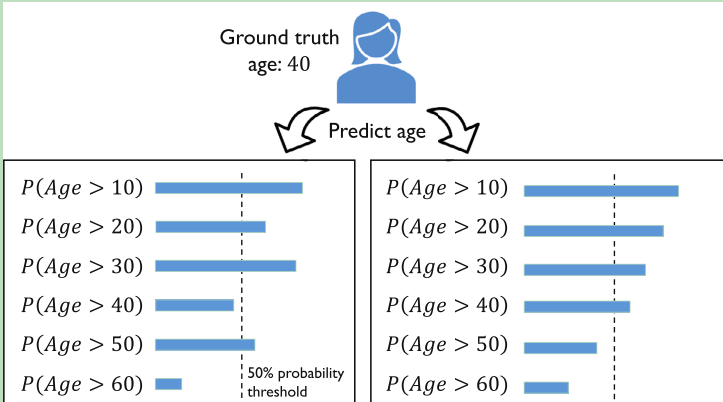 Ground truth
age: 40
Predict age
P(Age > 10)
P(Age > 20)
P(Age > 30)
P(Age > 40)
P(Age > 50)
P(Age > 60)
50% probability
threshold
P(Age > 10)
P(Age > 20)
P(Age > 30)
P(Age > 40)
P(Age > 50)
P(Age > 60)